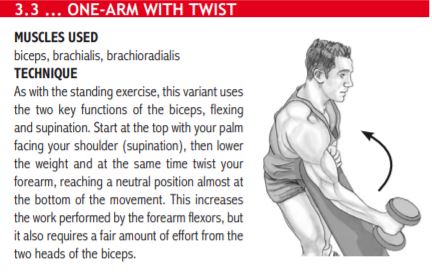 3.3 ... ONE-ARM WITH TWIST
MUSCLES USED
biceps, brachialis, brachioradialis
TECHNIQUE
As with the standing exercise, this variant uses
the two key functions of the biceps, flexing
and supination. Start at the top with your palm
facing your shoulder (supination), then lower
the weight and at the same time twist your
forearm, reaching a neutral position almost at
the bottom of the movement. This increases
the work performed by the forearm flexors, but
it also requires a fair amount of effort from the
two heads of the biceps.